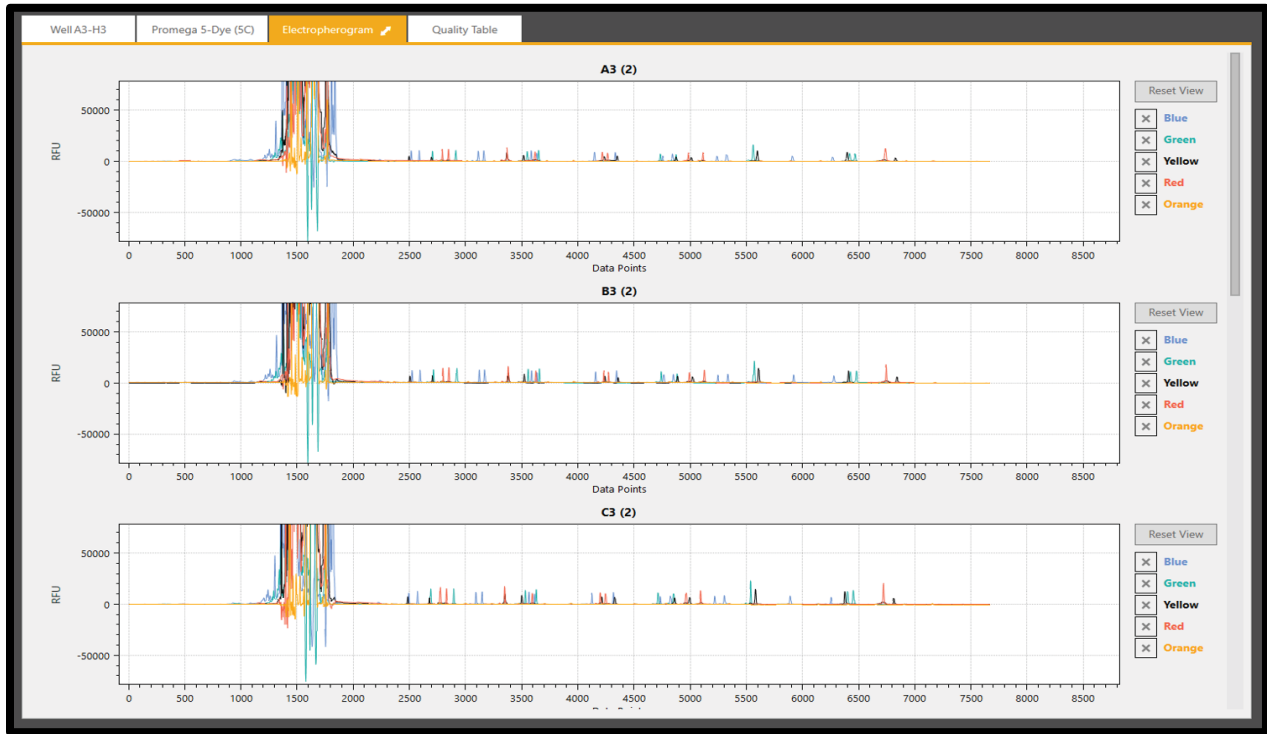 Well A3-H3 Promega 5-Dye (5C) Electropherogram Quality Table
A3 (2)
Reset View
× Blue
× Green
× Yellow
× Red
× Orange
RFU
50000
0
-50000
0 500 1000 1500 2000 2500 3000 3500 4000 4500 5000 5500 6000 6500 7000 7500 8000 8500
Data Points
B3 (2)
Reset View
× Blue
× Green
× Yellow
× Red
× Orange
RFU
50000
0
-50000
0 500 1000 1500 2000 2500 3000 3500 4000 4500 5000 5500 6000 6500 7000 7500 8000 8500
Data Points
C3 (2)
Reset View
× Blue
× Green
× Yellow
× Red
× Orange
RFU
50000
0
-50000
0 500 1000 1500 2000 2500 3000 3500 4000 4500 5000 5500 6000 6500 7000 7500 8000 8500